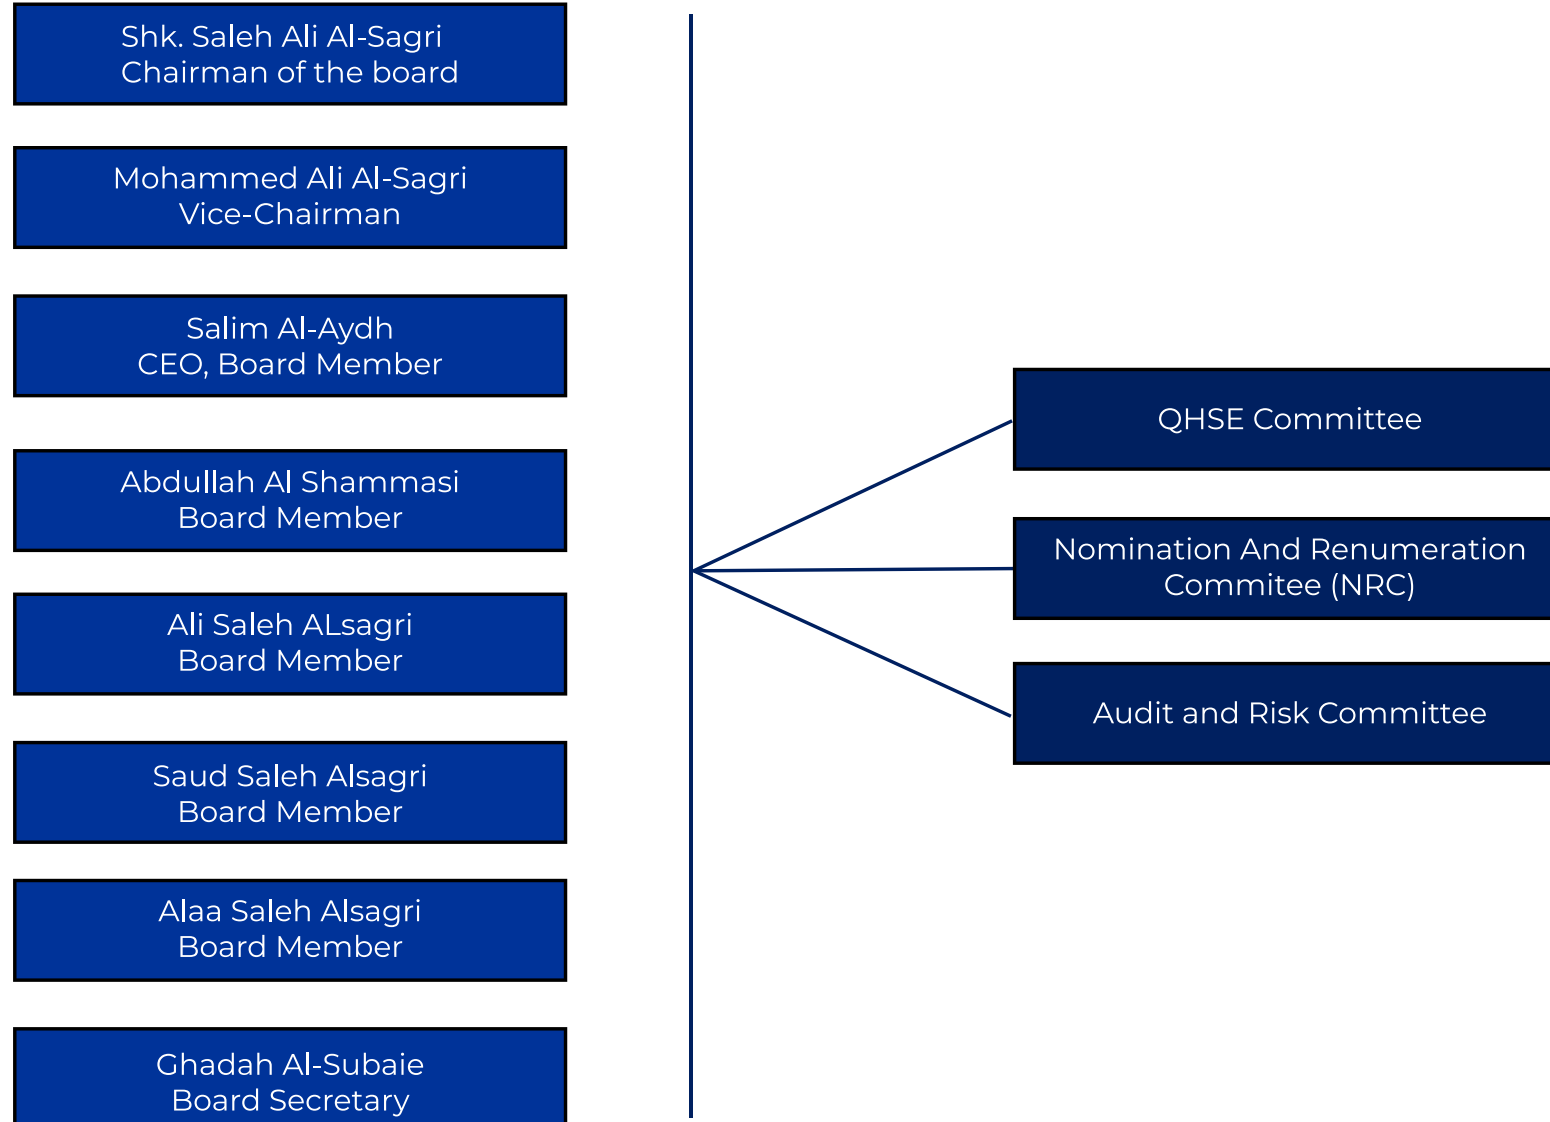 Shk. Saleh Ali Al-Sagri
Chairman of the board
Mohammed Ali Al-Sagri
Vice-Chairman
Salim Al-Aydh
CEO, Board Member
Abdullah Al Shammasi
Board Member
Ali Saleh ALsagri
Board Member
Saud Saleh Alsagri
Board Member
Alaa Saleh Alsagri
Board Member
Ghadah Al-Subaie
Board Secretary
QHSE Committee
Nomination And Renumeration
Commitee (NRC)
Audit and Risk Committee